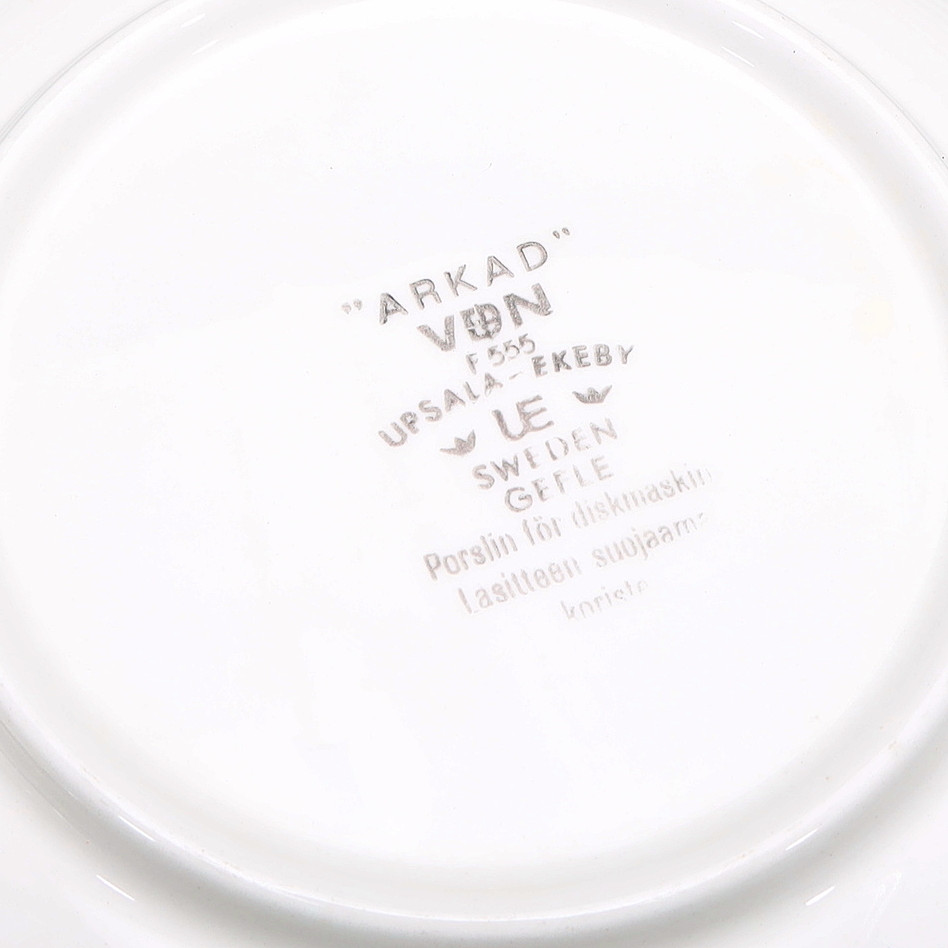 "ARKAD"
VDN
F 555
UPSALA-EKEBY
UE
SWEDEN
GEFLE
Porslin för diskmaskin
Lasitteen suojaama
koriste